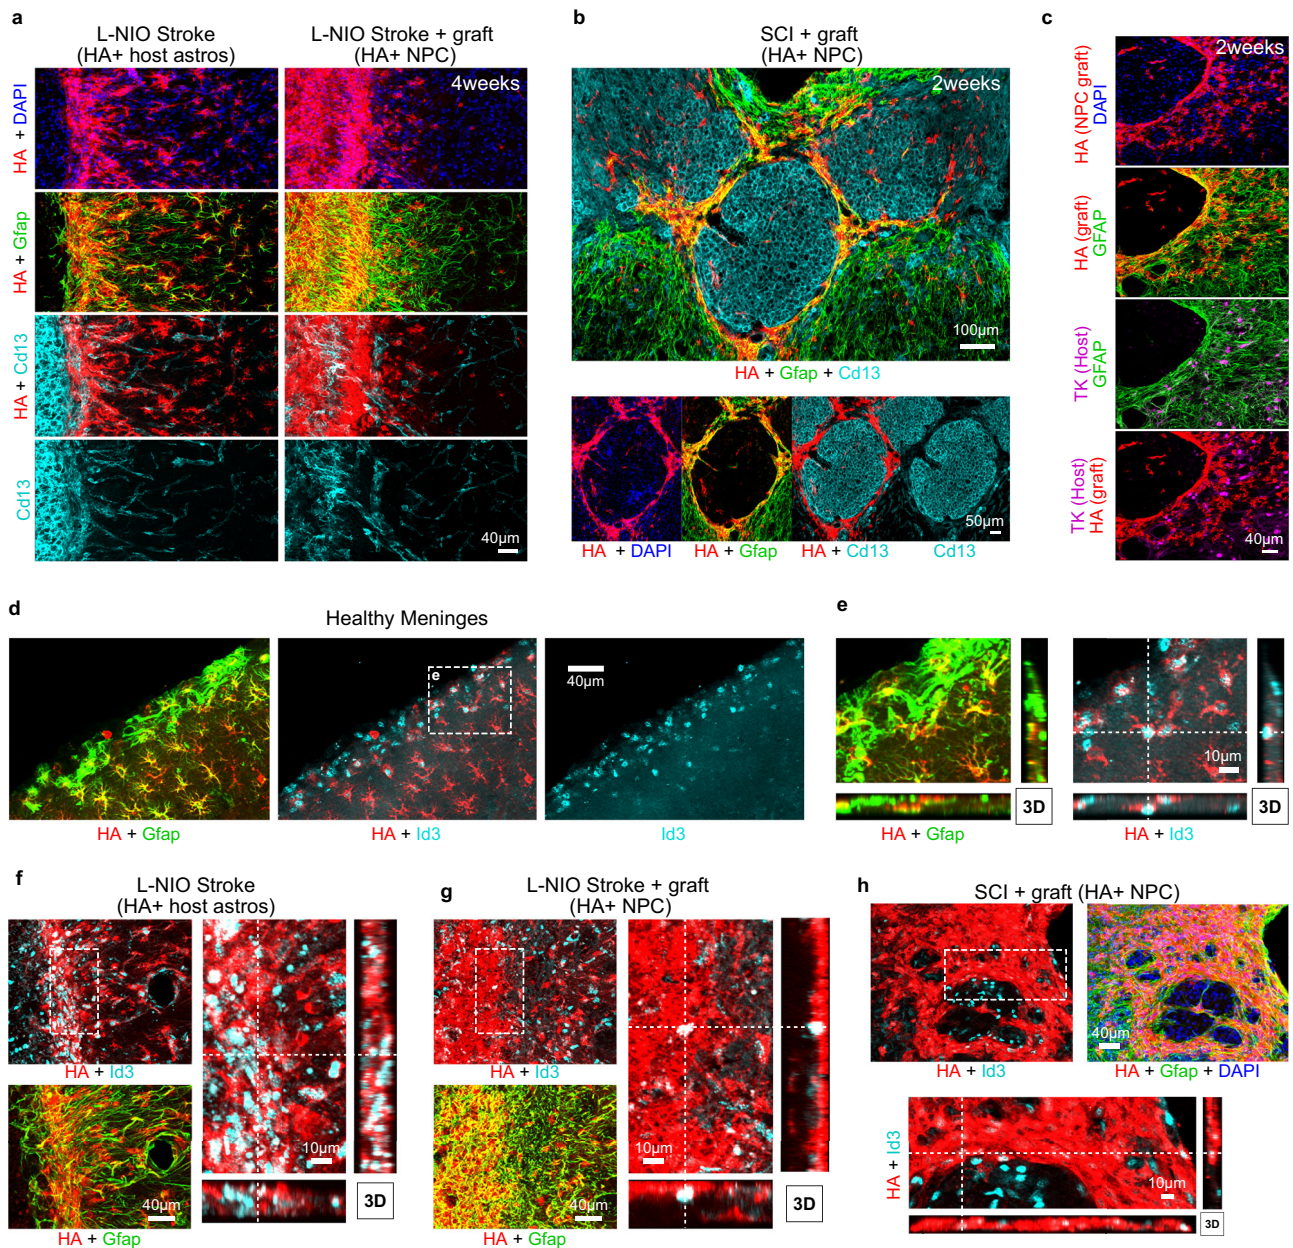 a
L-NIO Stroke
(HA+ host astros)
L-NIO Stroke + graft
(HA+ NPC)
4weeks
HA + DAPI
HA + Gfap
HA + Cd13
Cd13
40µm
b
SCI + graft
(HA+ NPC)
2weeks
100µm
HA + Gfap + Cd13
50µm
HA + DAPI
HA + Gfap
HA + Cd13
Cd13
c
2weeks
HA (NPC graft)
DAPI
HA (graft)
GFAP
TK (Host)
GFAP
TK (Host)
HA (graft)
40µm
d
Healthy Meninges
e
40µm
HA + Gfap
HA + Id3
Id3
e
10µm
3D
3D
HA + Gfap
HA + Id3
f
L-NIO Stroke
(HA+ host astros)
HA + Id3
10µm
40µm
3D
HA + Gfap
g
L-NIO Stroke + graft
(HA+ NPC)
HA + Id3
10µm
40µm
3D
HA + Gfap
h
SCI + graft (HA+ NPC)
40µm
HA + Id3
HA + Gfap + DAPI
HA + Id3
10µm
3D